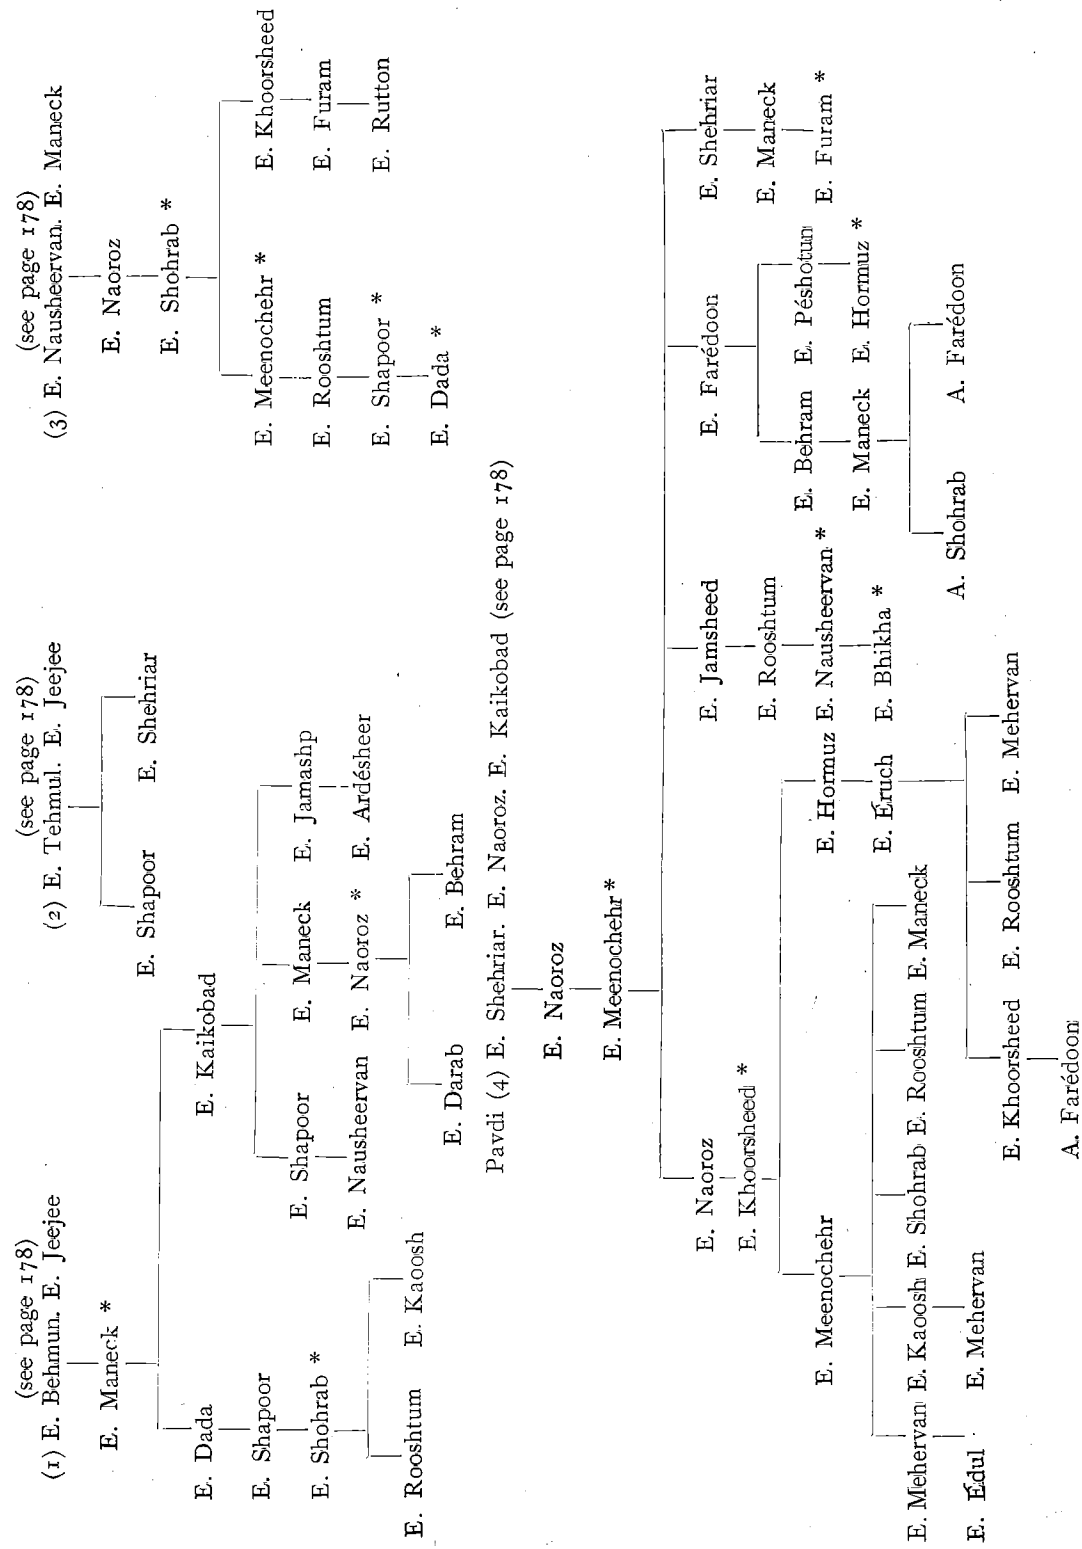 (see page 178)
(1) E. Behmun. E. Jeejee
E. Maneck *
E. Dada
E. Kaikobad
E. Shapoor
E. Shohrab *
E. Rooshtum E. Kaoosh
E. Shapoor E. Maneck E. Jamashp
E. Nausheervan E. Naoroz * E. Ardésheer
E. Darab E. Behram
(see page 178)
(2) E. Tehmul. E. Jeejee
E. Shapoor E. Shehriar
(see page 178)
(3) E. Nausheervan. E. Maneck
E. Naoroz
E. Shohrab *
E. Meenochehr * E. Khoorsheed
E. Rooshtum E. Furam
E. Shapoor * E. Rutton
E. Dada *
Pavdi (4) E. Shehriar. E. Naoroz. E. Kaikobad (see page 178)
E. Naoroz
E. Meenochehr *
E. Naoroz E. Jamsheed E. Farédoon E. Shehriar
E. Khoorsheed * E. Rooshtum E. Maneck
E. Behram E. Péshotun E. Furam *
E. Meenochehr E. Hormuz E. Nausheervan * E. Maneck E. Hormuz *
E. Éruch E. Bhikha *
E. Mehervan E. Kaoosh E. Shohrab E. Rooshtum E. Maneck A. Shohrab A. Farédoon
E. Édul E. Mehervan
E. Khoorsheed E. Rooshtum E. Mehervan
A. Farédoon